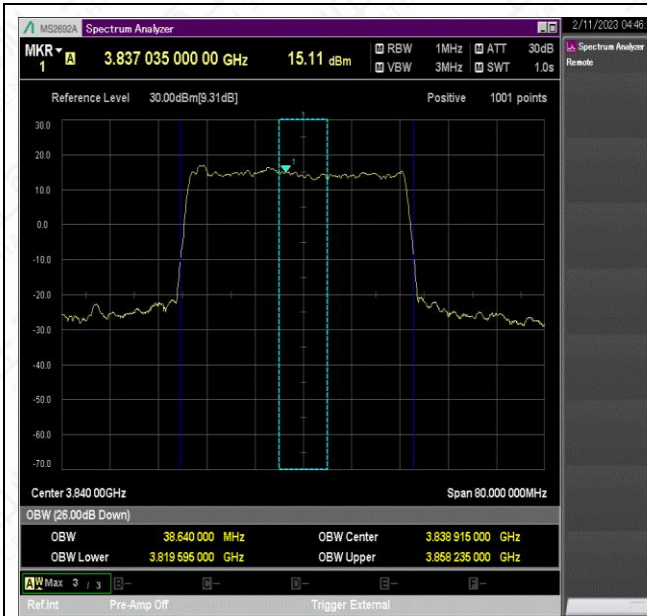 MS2692A Spectrum Analyzer
2/11/2023 04:46
MKR 1 A 3.837 035 000 00 GHz 15.11 dBm
M RBW 1MHz M ATT 30dB
M VBW 3MHz M SWT 1.0s
Spectrum Analyzer
Remote
Reference Level 30.00dBm[9.31dB] Positive 1001 points
30.0
20.0
10.0
0.0
-10.0
-20.0
-30.0
-40.0
-50.0
-60.0
-70.0
1
1
Center 3.840 00GHz Span 80.000 000MHz
OBW (26.00dB Down)
OBW 38.640 000 MHz OBW Center 3.838 915 000 GHz
OBW Lower 3.819 595 000 GHz OBW Upper 3.858 235 000 GHz
A W Max 3 / 3 B- C- D- E- F-
Ref.Int Pre-Amp Off Trigger External